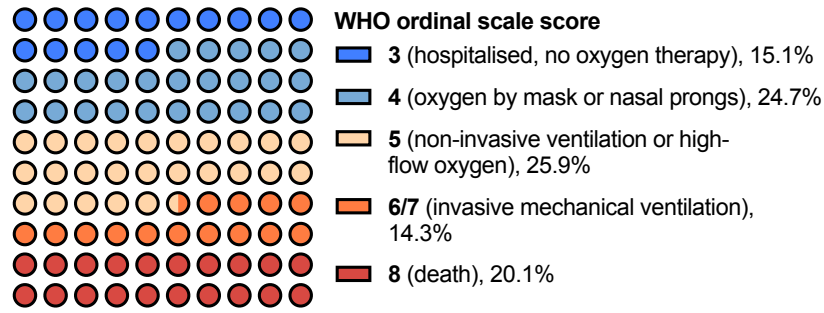 WHO ordinal scale score
3 (hospitalised, no oxygen therapy), 15.1%
4 (oxygen by mask or nasal prongs), 24.7%
5 (non-invasive ventilation or high-
flow oxygen), 25.9%
6/7 (invasive mechanical ventilation),
14.3%
8 (death), 20.1%